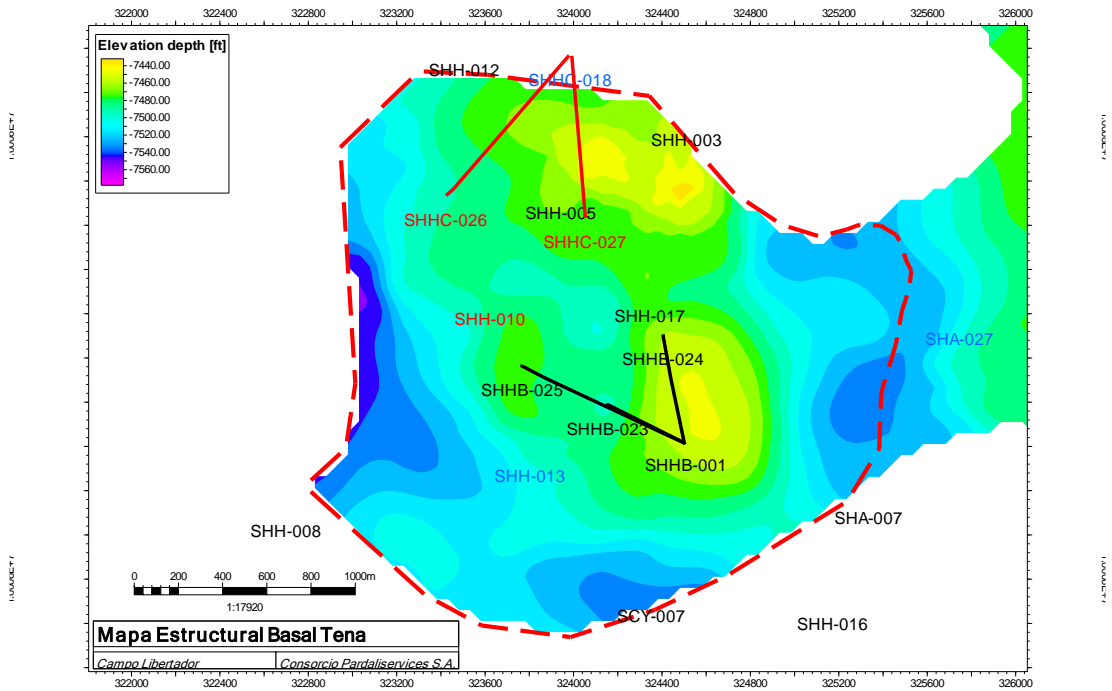 322000 322400 322800 323200 323600 324000 324400 324800 325200 325600 326000
Elevation depth [ft]
-7440.00
-7460.00
-7480.00
-7500.00
-7520.00
-7540.00
-7560.00
SHH-012
SHHC-018
SHH-003
SHHC-026
SHH-005
SHHC-027
SHH-010
SHH-017
SHA-027
SHHB-024
SHHB-025
SHHB-023
SHHB-001
SHH-013
SHA-007
SHH-008
0 200 400 600 800 1000m
1:17920
SCY-007
SHH-016
Mapa Estructural Basal Tena
Campo Libertador Consorcio Pardaliservices S.A.
322000 322400 322800 323200 323600 324000 324400 324800 325200 325600 326000